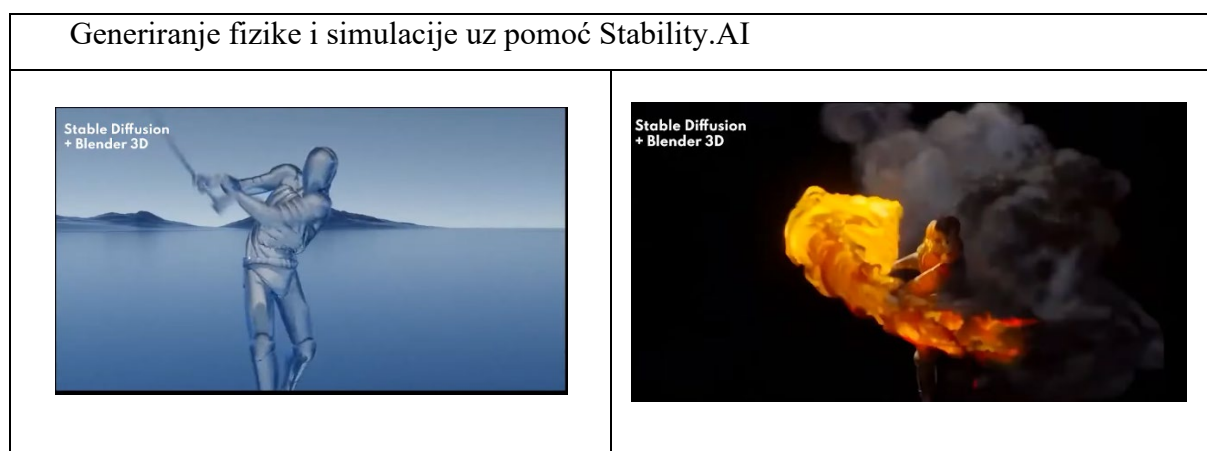 Generiranje fizike i simulacije uz pomoć Stability.AI
Stable Diffusion
+ Blender 3D
Stable Diffusion
+ Blender 3D